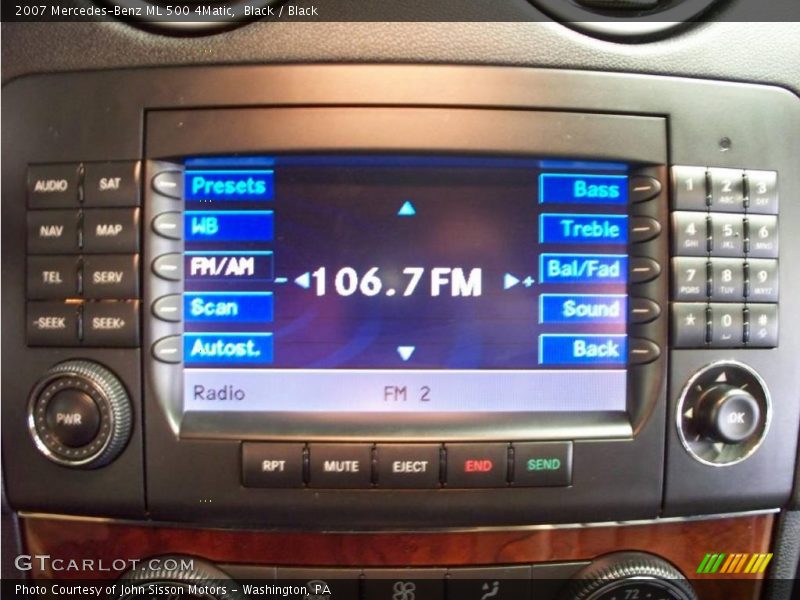 2007 Mercedes-Benz ML 500 4Matic, Black / Black
AUDIO SAT
NAV MAP
TEL SERV
-SEEK SEEK+
PWR
Presets Bass
WB Treble
FM/AM - 106.7 FM + Bal/Fad
Scan Sound
Autost. Back
Radio FM 2
1 2 ABC 3 DEF
4 GHI 5 JKL 6 MNO
7 PQRS 8 TUV 9 WXYZ
* 0 #
OK
RPT MUTE EJECT END SEND
72
GTCARLOT.COM
Photo Courtesy of John Sisson Motors - Washington, PA